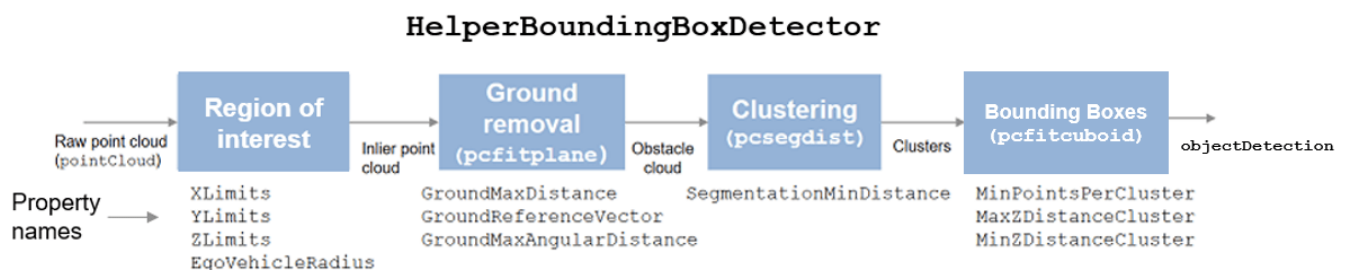 HelperBoundingBoxDetector
Raw point cloud
(pointCloud)
Region of
interest
Inlier point
cloud
Ground
removal
(pcfitplane)
Obstacle
cloud
Clustering
(pcsegdist)
Clusters
Bounding Boxes
(pcfitcuboid)
objectDetection
Property
names
XLimits
YLimits
ZLimits
EgoVehicleRadius
GroundMaxDistance
GroundReferenceVector
GroundMaxAngularDistance
SegmentationMinDistance
MinPointsPerCluster
MaxZDistanceCluster
MinZDistanceCluster